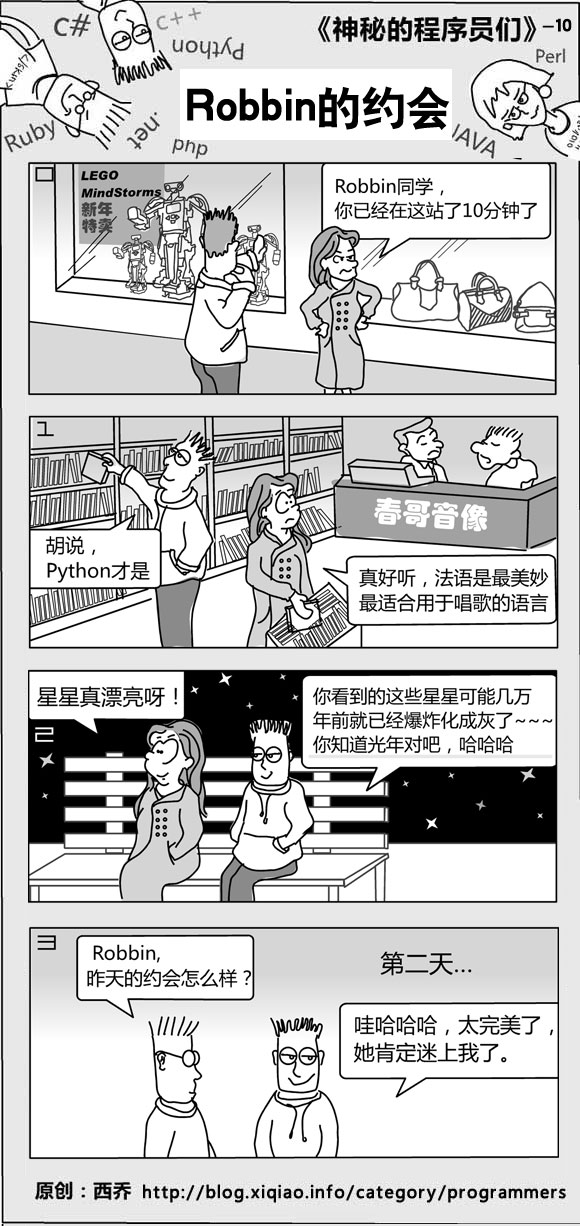 C#
C++
Python
《神秘的程序员们》-10
Perl
Robbin的约会
Ruby
.net
php
JAVA
0
LEGO
MindStorms
新年
特卖
Robbin同学，
你已经在这站了10分钟了
1
春哥音像
胡说，
Python才是
真好听，法语是最美妙
最适合用于唱歌的语言
星星真漂亮呀！
你看到的这些星星可能几万
年前就已经爆炸化成灰了~~~
你知道光年对吧，哈哈哈
2
3
Robbin,
昨天的约会怎么样？
第二天...
哇哈哈哈，太完美了，
她肯定迷上我了。
原创：西乔 http://blog.xiqiao.info/category/programmers